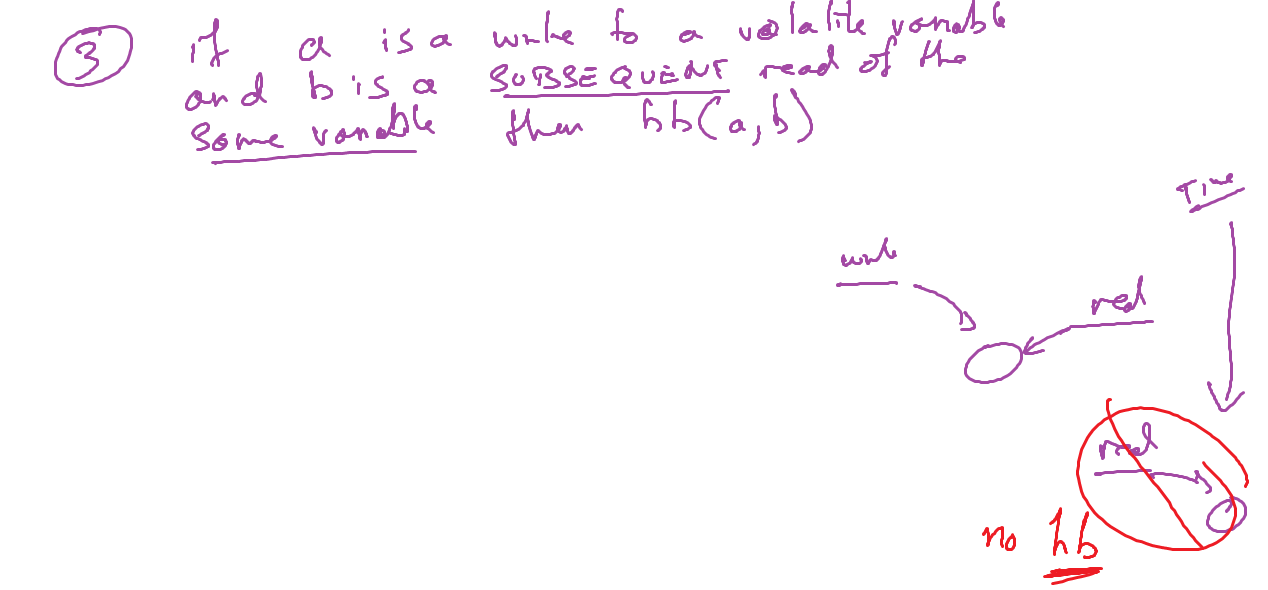 3 if a is a write to a volatile variable
and b is a SUBSEQUENT read of the
same variable then hb(a,b)
Time
write
read
read
no hb